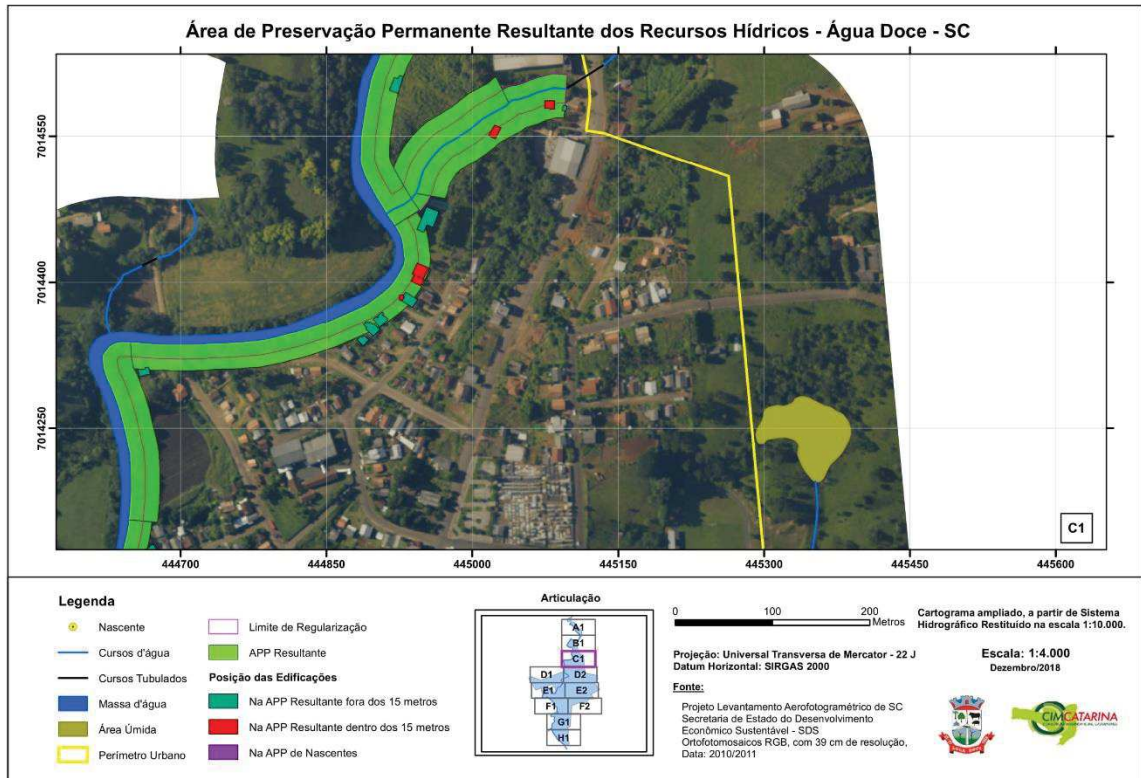 Área de Preservação Permanente Resultante dos Recursos Hídricos - Água Doce - SC
7014550
7014400
7014250
C1
444700 444850 445000 445150 445300 445450 445600
Legenda
Nascente
Cursos d'água
Cursos Tubulados
Massa d'água
Área Úmida
Perímetro Urbano
Limite de Regularização
APP Resultante
Posição das Edificações
Na APP Resultante fora dos 15 metros
Na APP Resultante dentro dos 15 metros
Na APP de Nascentes
Articulação
A1
B1
C1
D1 D2
E1 E2
F1 F2
G1
H1
0 100 200
Metros
Projeção: Universal Transversa de Mercator - 22 J
Datum Horizontal: SIRGAS 2000
Fonte:
Projeto Levantamento Aerofotogramétrico de SC
Secretaria de Estado do Desenvolvimento
Econômico Sustentável - SDS
Ortofotomosaicos RGB, com 39 cm de resolução,
Data: 2010/2011
Cartograma ampliado, a partir de Sistema
Hidrográfico Restituído na escala 1:10.000.
Escala: 1:4.000
Dezembro/2018
CIMCATARINA